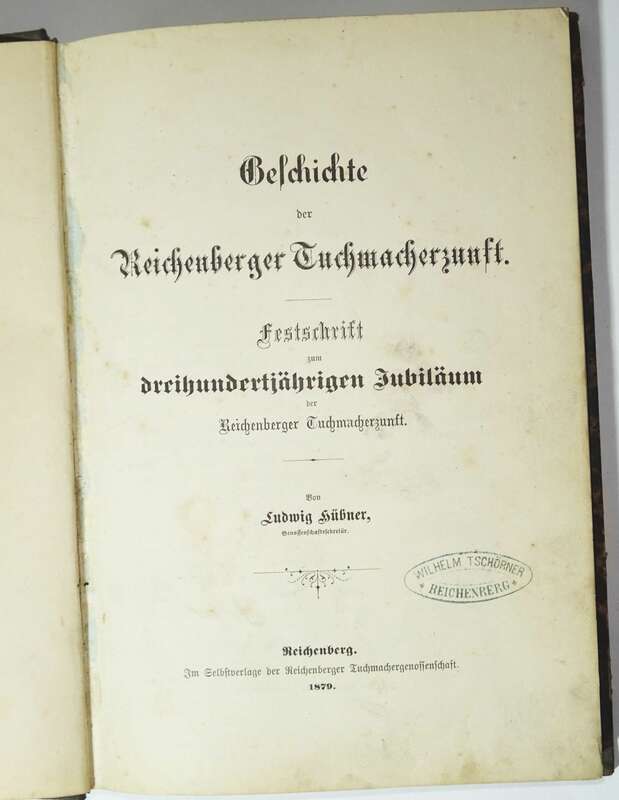 Geschichte
der
Reichenberger Tuchmacherzunft.
Festschrift
zum
dreihundertjährigen Jubiläum
der
Reichenberger Tuchmacherzunft.
Von
Ludwig Hübner,
Genossenschaftssekretär.
WILHELM TSCHÖRNER
* REICHENBERG *
Reichenberg.
Im Selbstverlage der Reichenberger Tuchmachergenossenschaft.
1879.